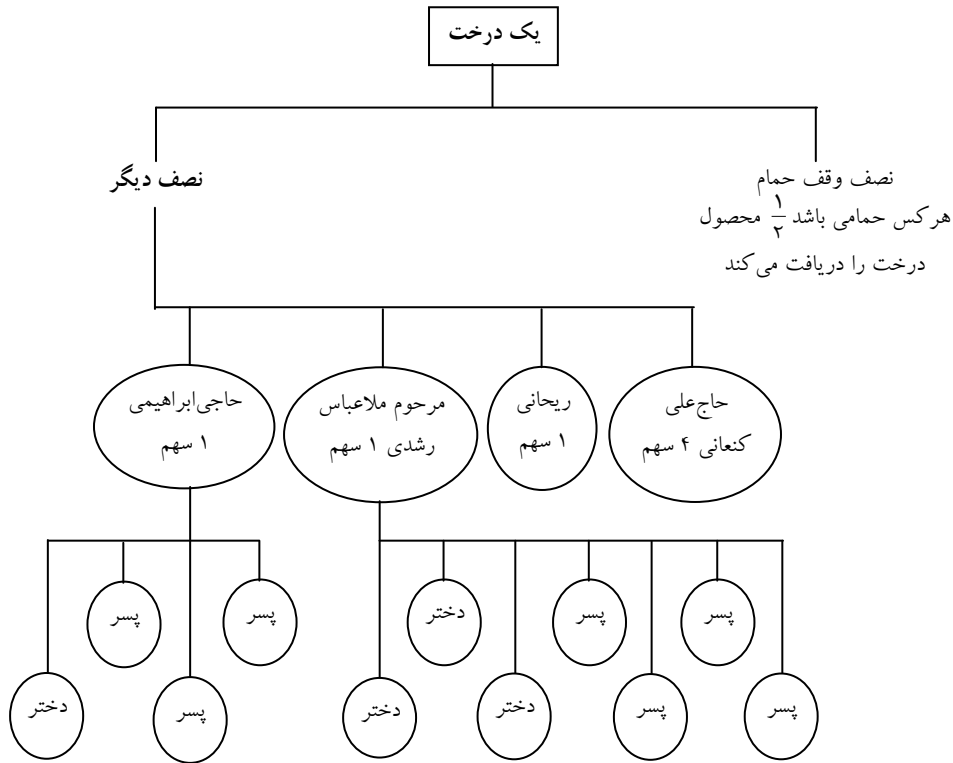 یک درخت
نصف وقف حمام
هرکس حمامی باشد ۱/۲ محصول
درخت را دریافت می‌کند
نصف دیگر
حاج‌علی
کنعانی ۴ سهم
ریحانی
۱ سهم
مرحوم ملاعباس
رشدی ۱ سهم
حاجی‌ابراهیمی
۱ سهم
پسر
پسر
دختر
پسر
پسر
پسر
پسر
دختر
دختر
پسر
دختر